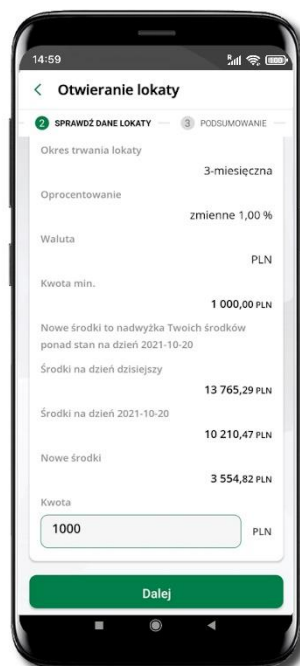 14:59
Otwieranie lokaty
2 SPRAWDŹ DANE LOKATY
3 PODSUMOWANIE
Okres trwania lokaty
3-miesięczna
Oprocentowanie
zmienne 1,00 %
Waluta
PLN
Kwota min.
1 000,00 PLN
Nowe środki to nadwyżka Twoich środków
ponad stan na dzień 2021-10-20
Środki na dzień dzisiejszy
13 765,29 PLN
Środki na dzień 2021-10-20
10 210,47 PLN
Nowe środki
3 554,82 PLN
Kwota
1000 PLN
Dalej